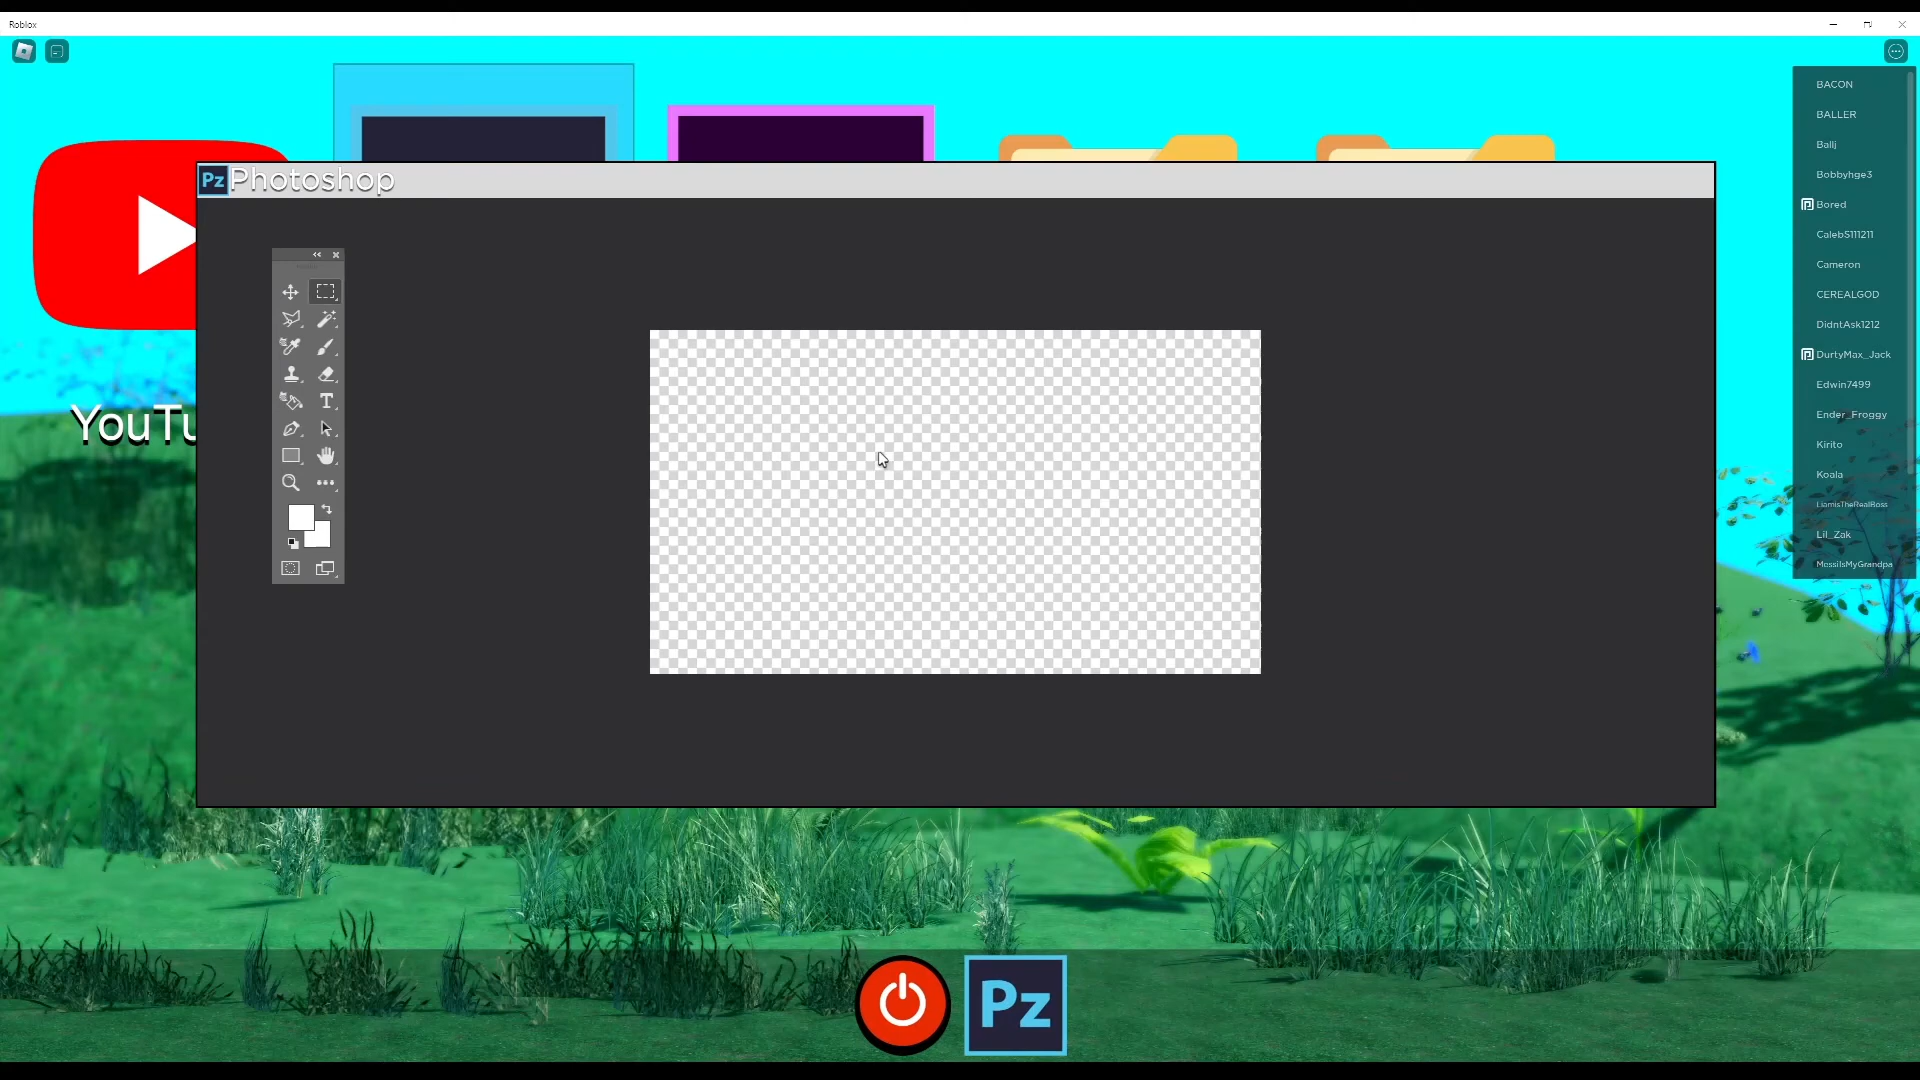 Roblox
Pz Photoshop
YouTu
T
BACON
BALLER
Ballj
Bobbyhge3
Bored
CalebS111211
Cameron
CEREALGOD
DidntAsk1212
DurtyMax_Jack
Edwin7499
Ender_Froggy
Kirito
Koala
LiamisTheRealBoss
Lil_Zak
MessiIsMyGrandpa
Pz